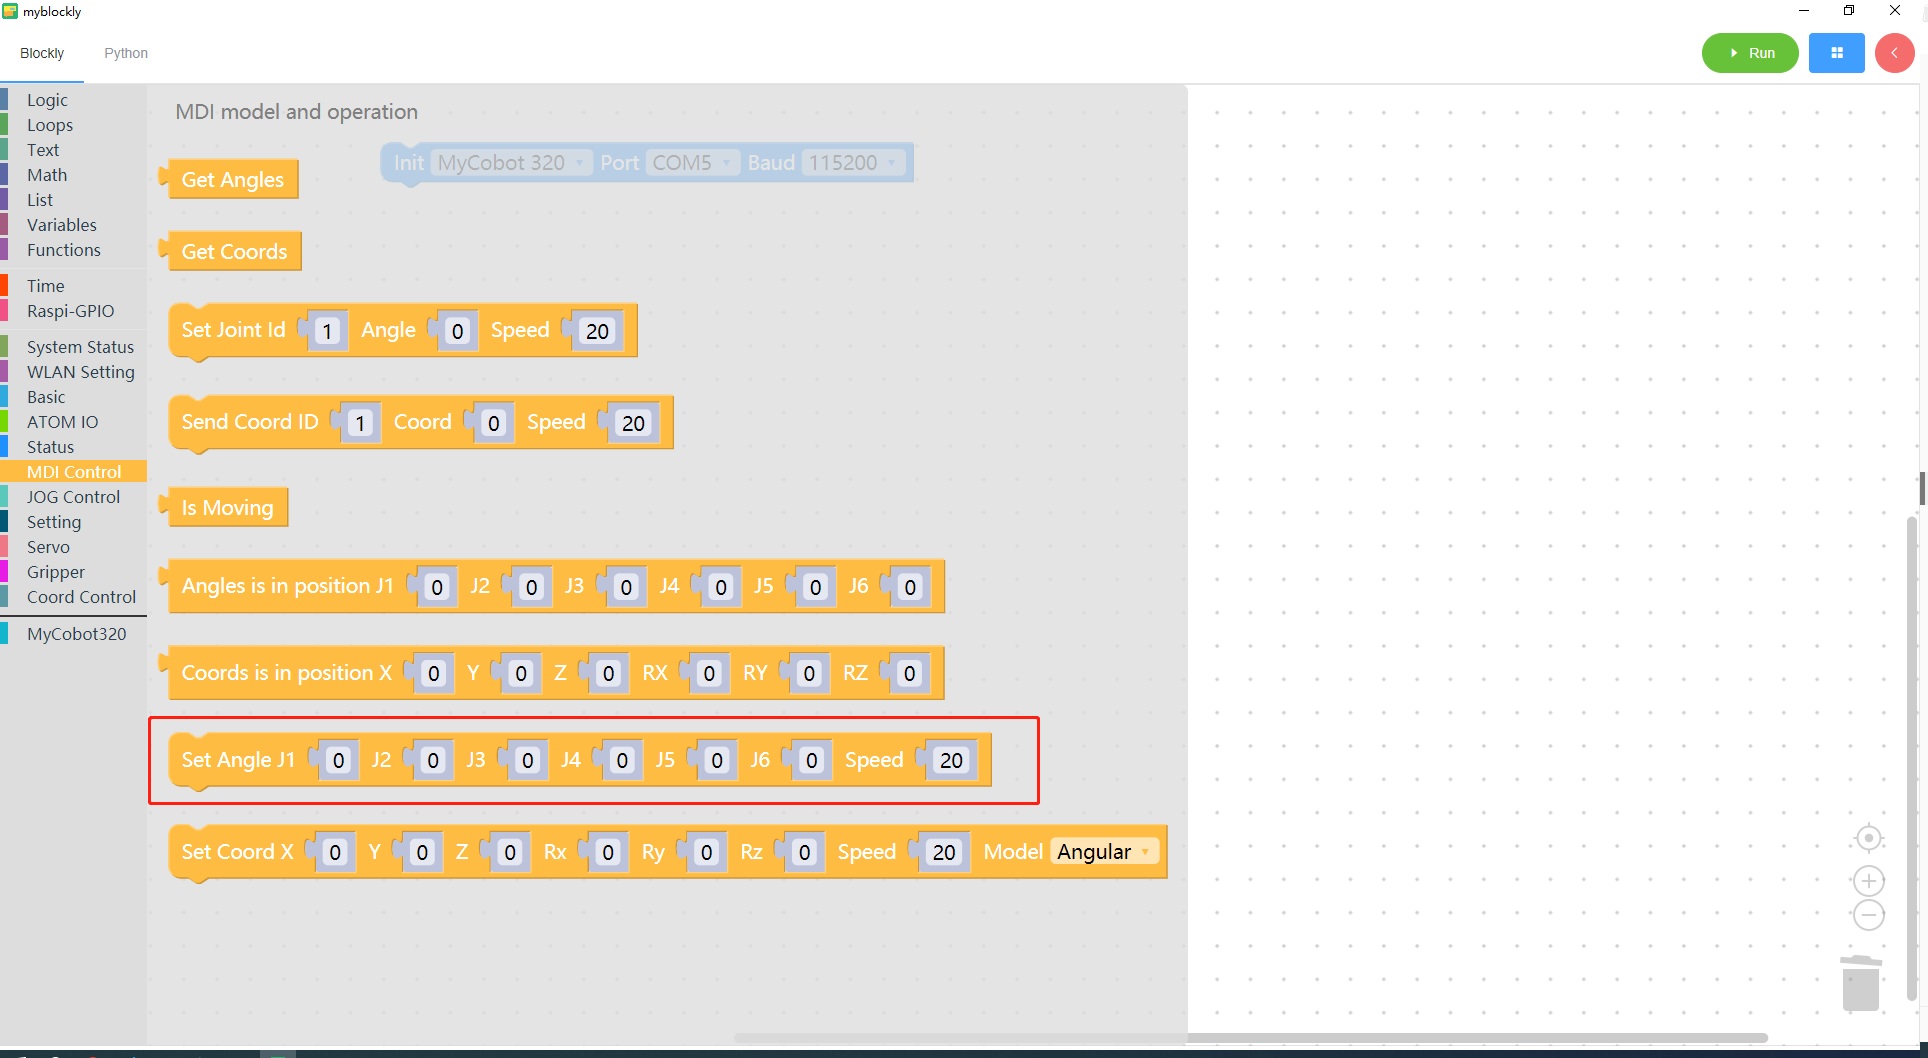 myblockly
Blockly Python Run
Logic
Loops
Text
Math
List
Variables
Functions
Time
Raspi-GPIO
System Status
WLAN Setting
Basic
ATOM IO
Status
MDI Control
JOG Control
Setting
Servo
Gripper
Coord Control
MyCobot320
MDI model and operation
Init MyCobot 320 Port COM5 Baud 115200
Get Angles
Get Coords
Set Joint Id 1 Angle 0 Speed 20
Send Coord ID 1 Coord 0 Speed 20
Is Moving
Angles is in position J1 0 J2 0 J3 0 J4 0 J5 0 J6 0
Coords is in position X 0 Y 0 Z 0 RX 0 RY 0 RZ 0
Set Angle J1 0 J2 0 J3 0 J4 0 J5 0 J6 0 Speed 20
Set Coord X 0 Y 0 Z 0 Rx 0 Ry 0 Rz 0 Speed 20 Model Angular